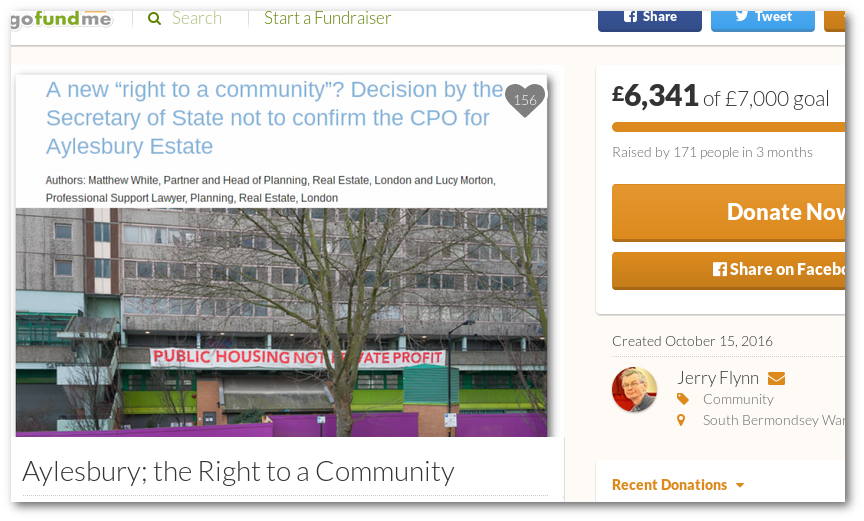 gofundme
Search
Start a Fundraiser
Share
Tweet
A new “right to a community”? Decision by the
Secretary of State not to confirm the CPO for
Aylesbury Estate
156
Authors: Matthew White, Partner and Head of Planning, Real Estate, London and Lucy Morton,
Professional Support Lawyer, Planning, Real Estate, London
PUBLIC HOUSING NOT PRIVATE PROFIT
Aylesbury; the Right to a Community
£6,341 of £7,000 goal
Raised by 171 people in 3 months
Donate Now
Share on Facebo
Created October 15, 2016
Jerry Flynn
Community
South Bermondsey War
Recent Donations